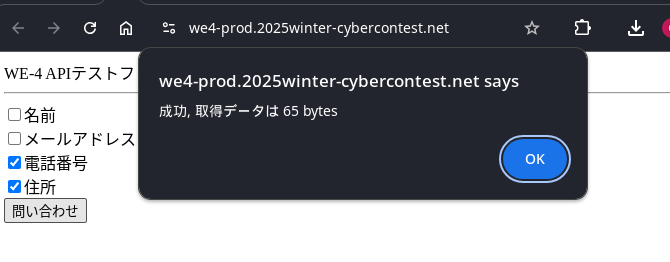 we4-prod.2025winter-cybercontest.net
WE-4 APIテストフ
we4-prod.2025winter-cybercontest.net says
成功, 取得データは 65 bytes
OK
名前
メールアドレス
電話番号
住所
問い合わせ